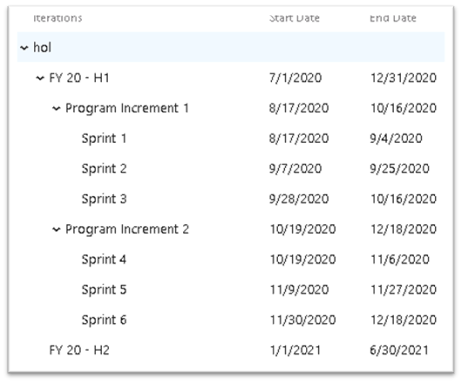 Iterations Start Date End Date
hol
FY 20 - H1 7/1/2020 12/31/2020
Program Increment 1 8/17/2020 10/16/2020
Sprint 1 8/17/2020 9/4/2020
Sprint 2 9/7/2020 9/25/2020
Sprint 3 9/28/2020 10/16/2020
Program Increment 2 10/19/2020 12/18/2020
Sprint 4 10/19/2020 11/6/2020
Sprint 5 11/9/2020 11/27/2020
Sprint 6 11/30/2020 12/18/2020
FY 20 - H2 1/1/2021 6/30/2021